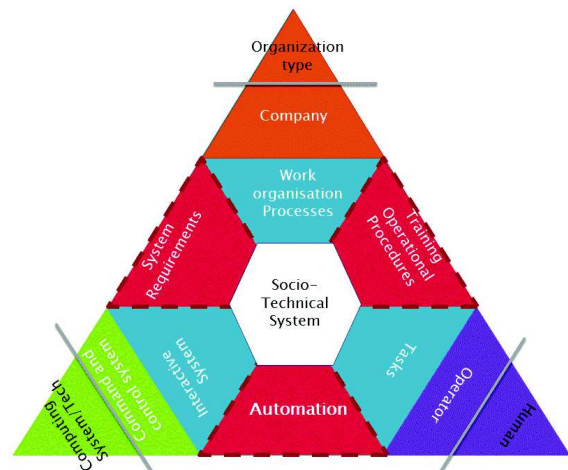 Organization
type
Company
Work
organisation
Processes
System
Requirements
Training
Operational
Procedures
Socio-
Technical
System
Computing
System/Tech
Command and
control system
Interactive
System
Automation
Tasks
Operator
Human